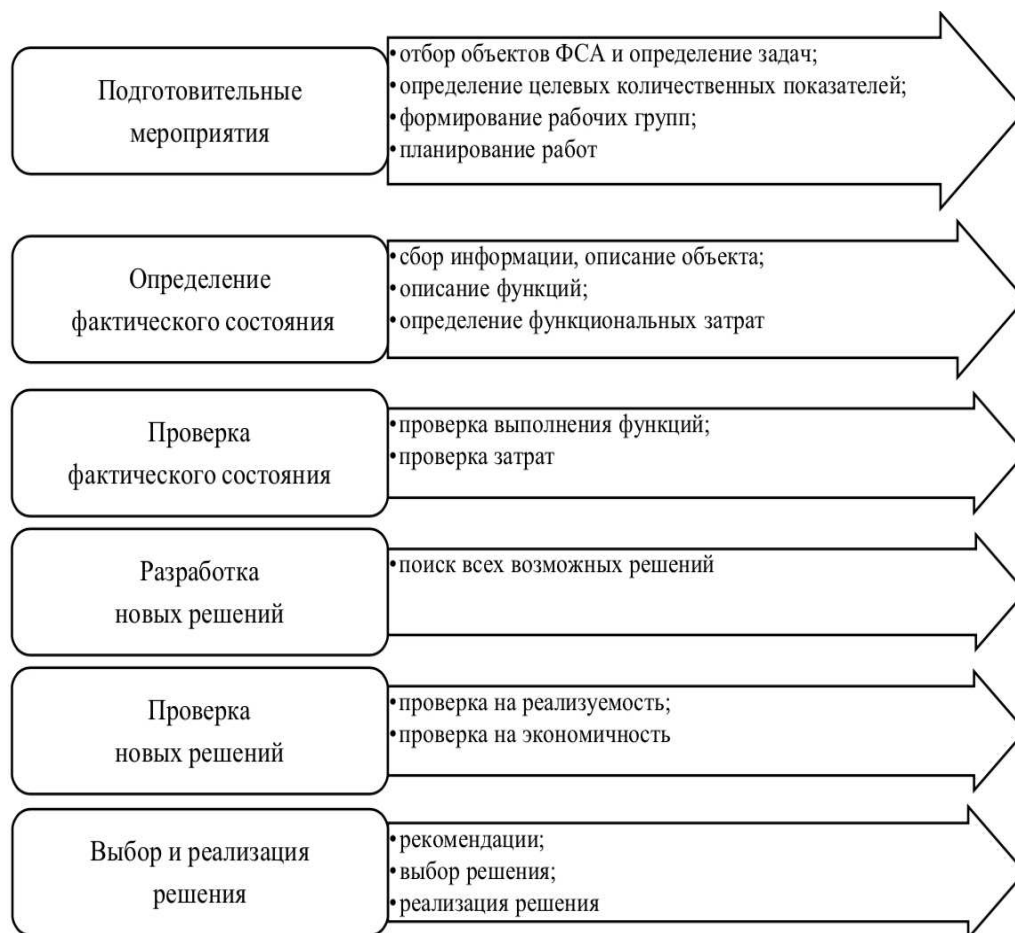 Подготовительные
мероприятия
•отбор объектов ФСА и определение задач;
•определение целевых количественных показателей;
•формирование рабочих групп;
•планирование работ
Определение
фактического состояния
•сбор информации, описание объекта;
•описание функций;
•определение функциональных затрат
Проверка
фактического состояния
•проверка выполнения функций;
•проверка затрат
Разработка
новых решений
•поиск всех возможных решений
Проверка
новых решений
•проверка на реализуемость;
•проверка на экономичность
Выбор и реализация
решения
•рекомендации;
•выбор решения;
•реализация решения